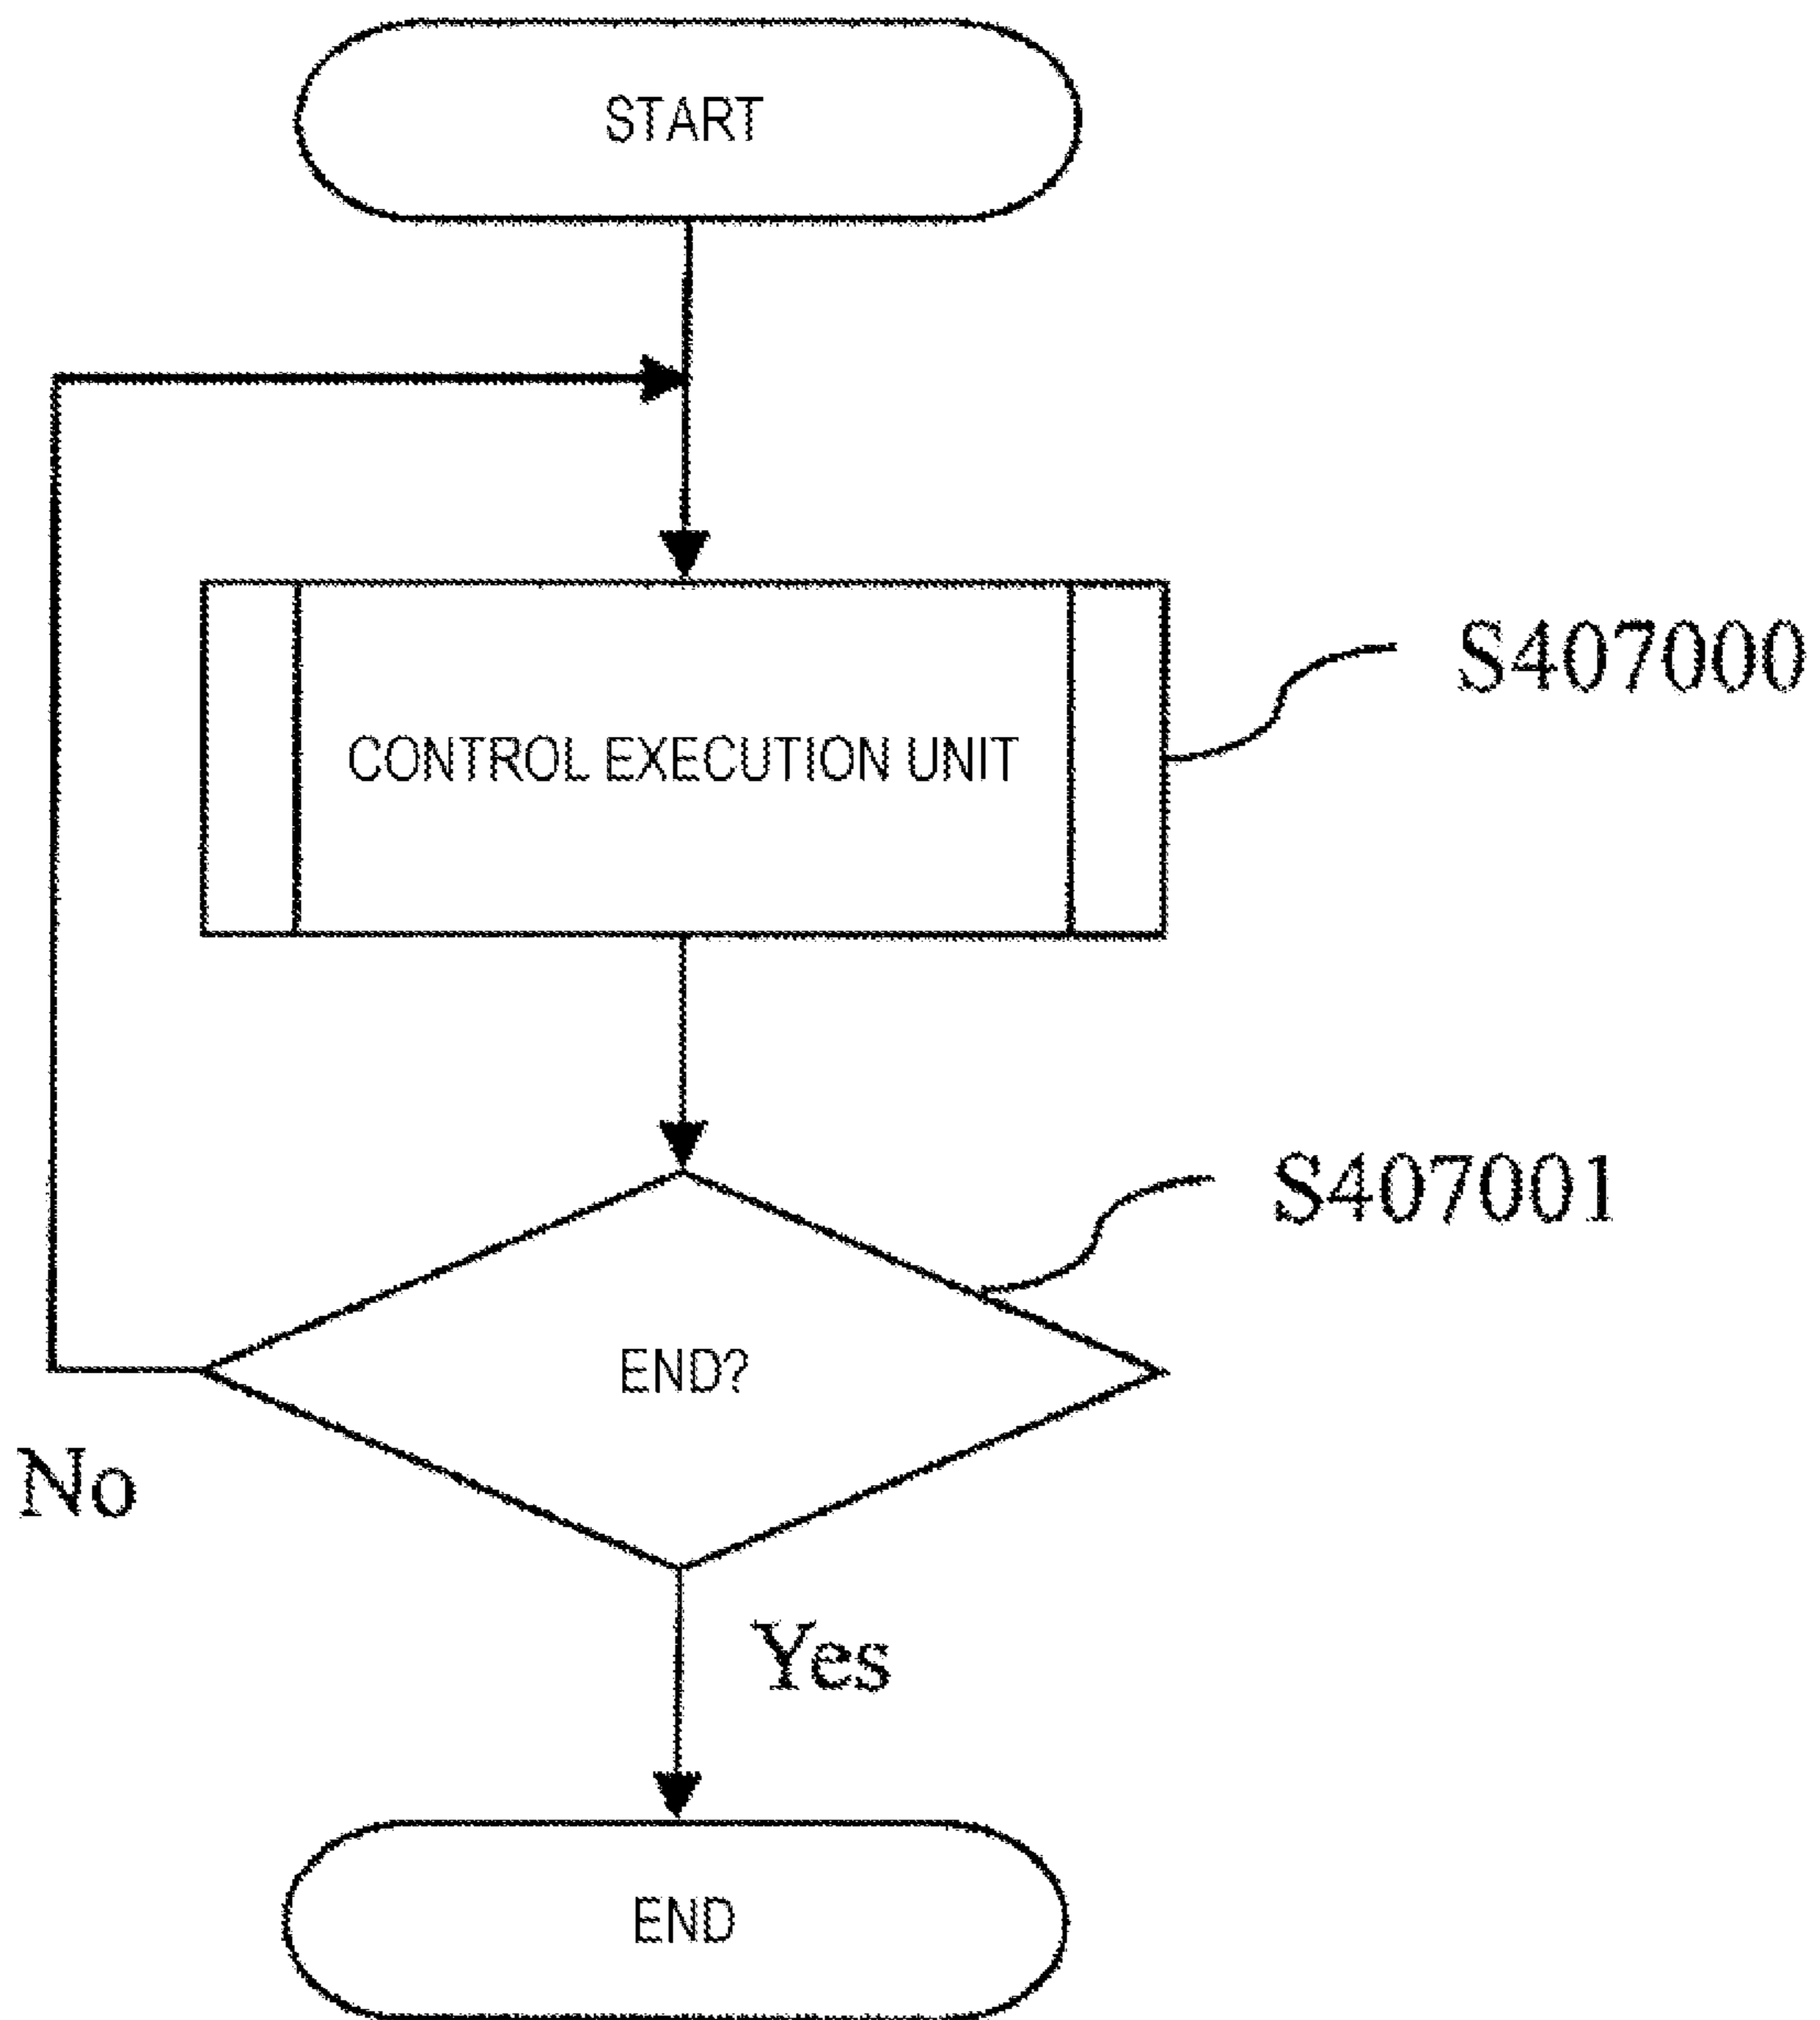 START
CONTROL EXECUTION UNIT
S407000
S407001
END?
No
Yes
END